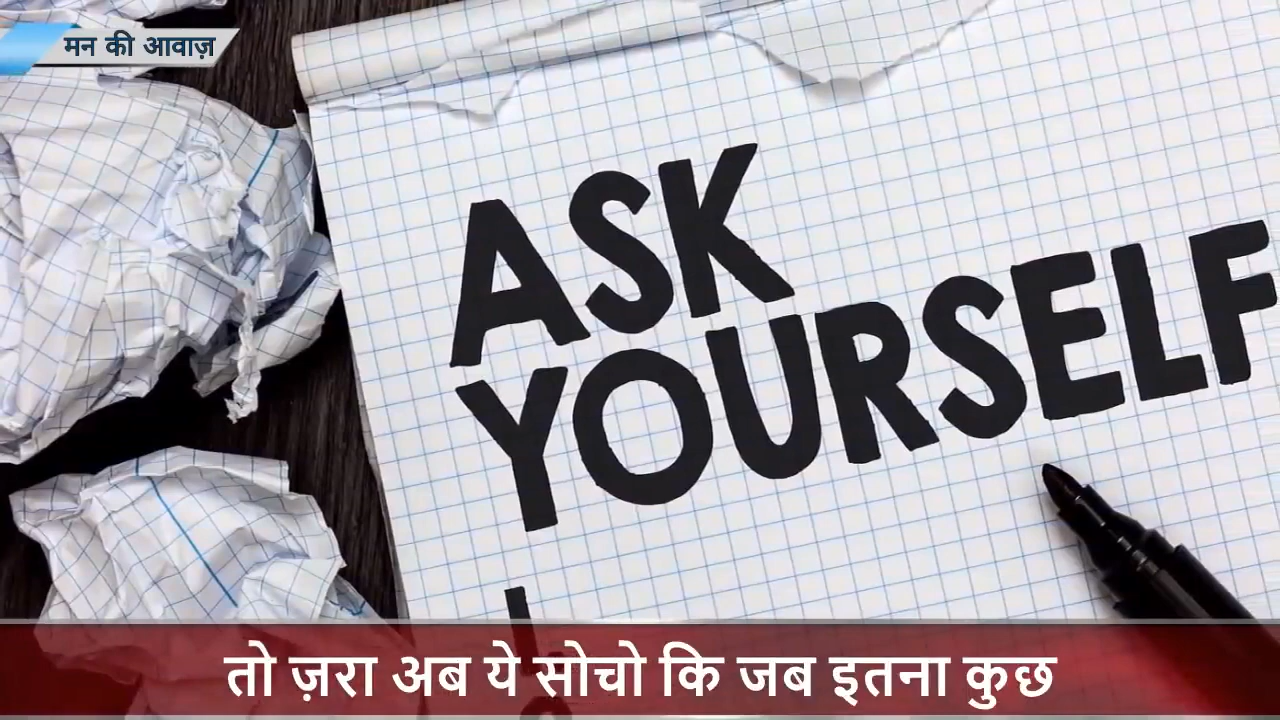 मन की आवाज़
ASK
YOURSELF
तो ज़रा अब ये सोचो कि जब इतना कुछ